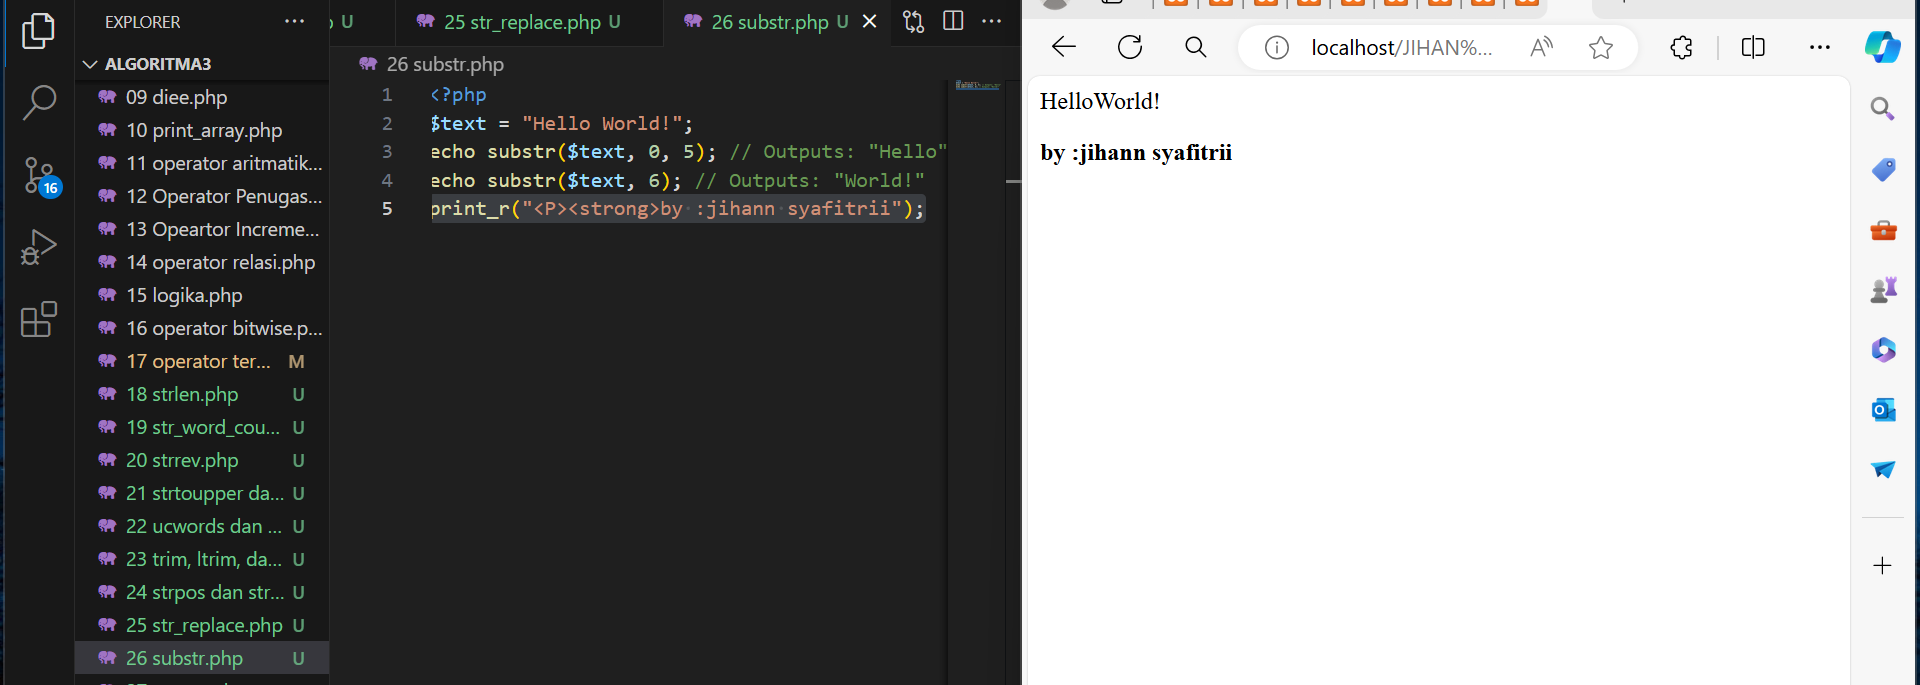 EXPLORER
ALGORITMA3
09 diee.php
10 print_array.php
11 operator aritmatik...
12 Operator Penugas...
13 Opeartor Increme...
14 operator relasi.php
15 logika.php
16 operator bitwise.p...
17 operator ter... M
18 strlen.php U
19 str_word_cou... U
20 strrev.php U
21 strtoupper da... U
22 ucwords dan ... U
23 trim, ltrim, da... U
24 strpos dan str... U
25 str_replace.php U
26 substr.php U
16
U
25 str_replace.php U
26 substr.php U
26 substr.php
1 <?php
2 $text = "Hello World!";
3 echo substr($text, 0, 5); // Outputs: "Hello"
4 echo substr($text, 6); // Outputs: "World!"
5 print_r("<P><strong>by :jihann syafitrii");
localhost/JIHAN%...
HelloWorld!
by :jihann syafitrii